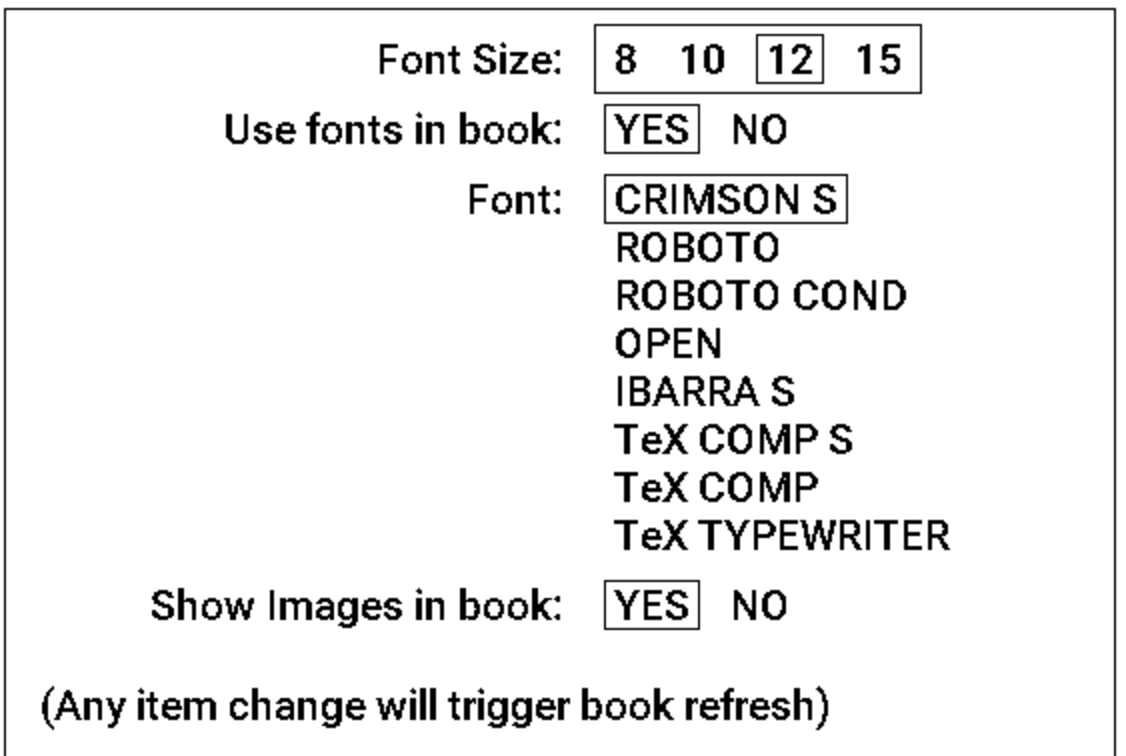 Font Size: 8 10 12 15
Use fonts in book: YES NO
Font: CRIMSON S
ROBOTO
ROBOTO COND
OPEN
IBARRA S
TeX COMP S
TeX COMP
TeX TYPEWRITER
Show Images in book: YES NO
(Any item change will trigger book refresh)